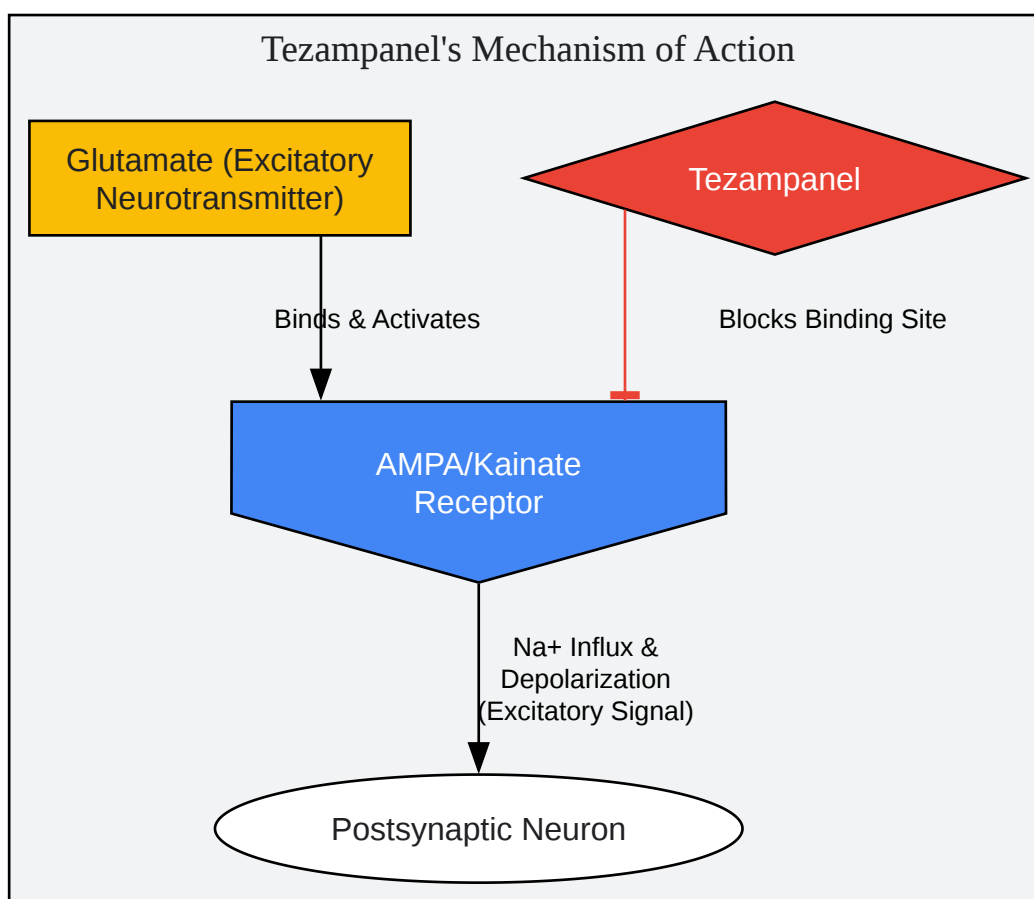 Tezampanel's Mechanism of Action
Glutamate (Excitatory
Neurotransmitter)
Tezampanel
Binds & Activates
Blocks Binding Site
AMPA/Kainate
Receptor
Na+ Influx &
Depolarization
(Excitatory Signal)
Postsynaptic Neuron